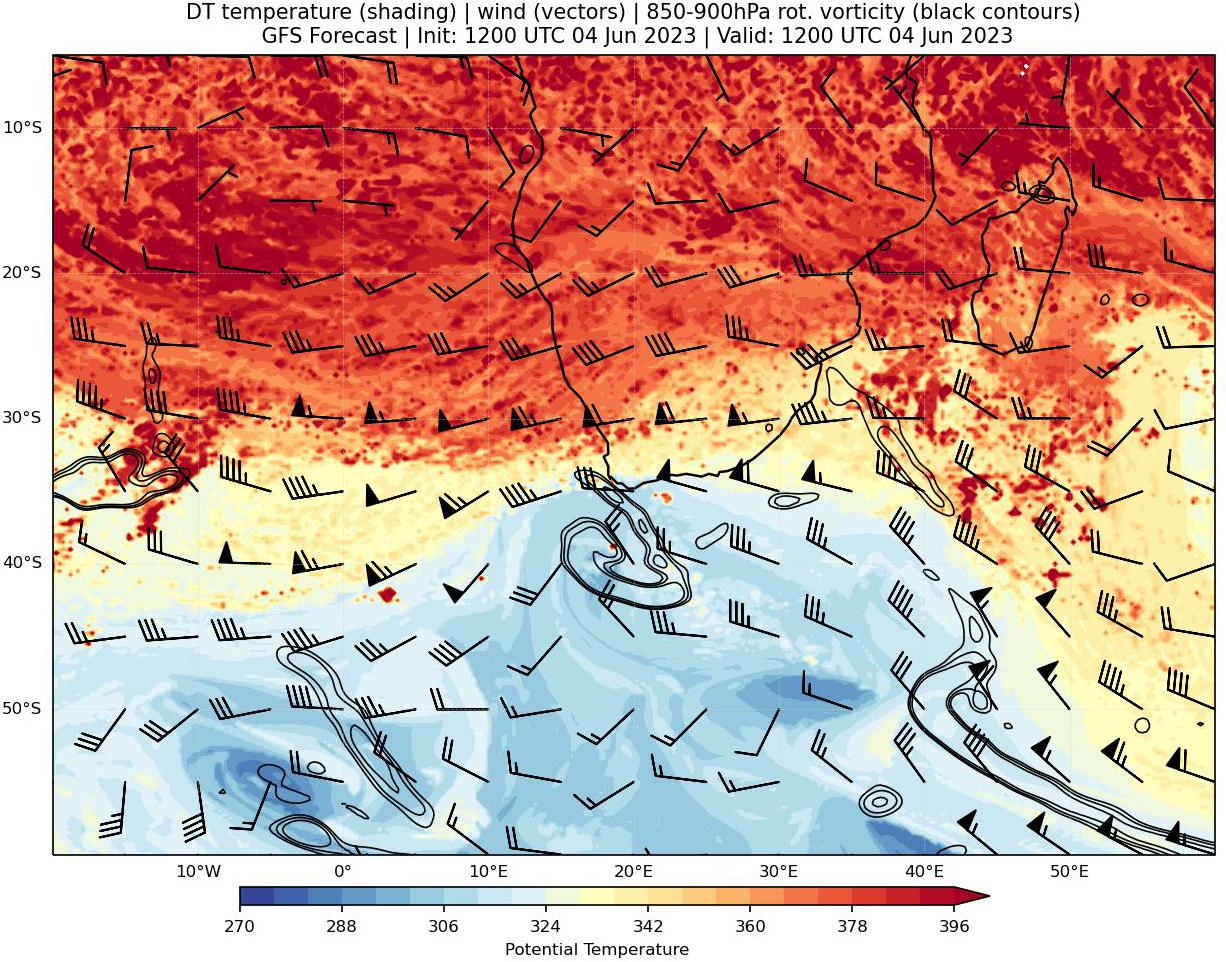 DT temperature (shading) | wind (vectors) | 850-900hPa rot. vorticity (black contours)
GFS Forecast | Init: 1200 UTC 04 Jun 2023 | Valid: 1200 UTC 04 Jun 2023
10°S
20°S
30°S
40°S
50°S
10°W 0° 10°E 20°E 30°E 40°E 50°E
270 288 306 324 342 360 378 396
Potential Temperature